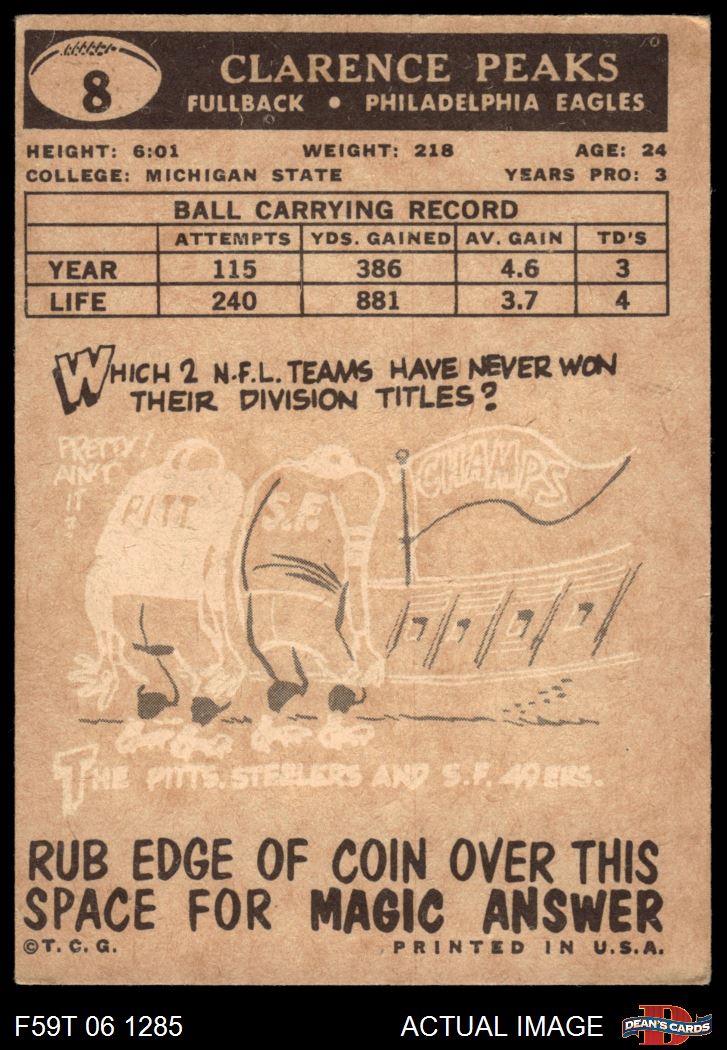 8
CLARENCE PEAKS
FULLBACK • PHILADELPHIA EAGLES
HEIGHT: 6:01 WEIGHT: 218 AGE: 24
COLLEGE: MICHIGAN STATE YEARS PRO: 3
BALL CARRYING RECORD
ATTEMPTS YDS. GAINED AV. GAIN TD'S
YEAR 115 386 4.6 3
LIFE 240 881 3.7 4
WHICH 2 N.F.L. TEAMS HAVE NEVER WON
THEIR DIVISION TITLES?
PRETTY!
AIN'T
IT
?
PITT
S.F.
CHAMPS
THE PITTS. STEELERS AND S.F. 49ERS.
RUB EDGE OF COIN OVER THIS
SPACE FOR MAGIC ANSWER
©T.C.G. PRINTED IN U.S.A.
F59T 06 1285 ACTUAL IMAGE
D
DEAN'S CARDS